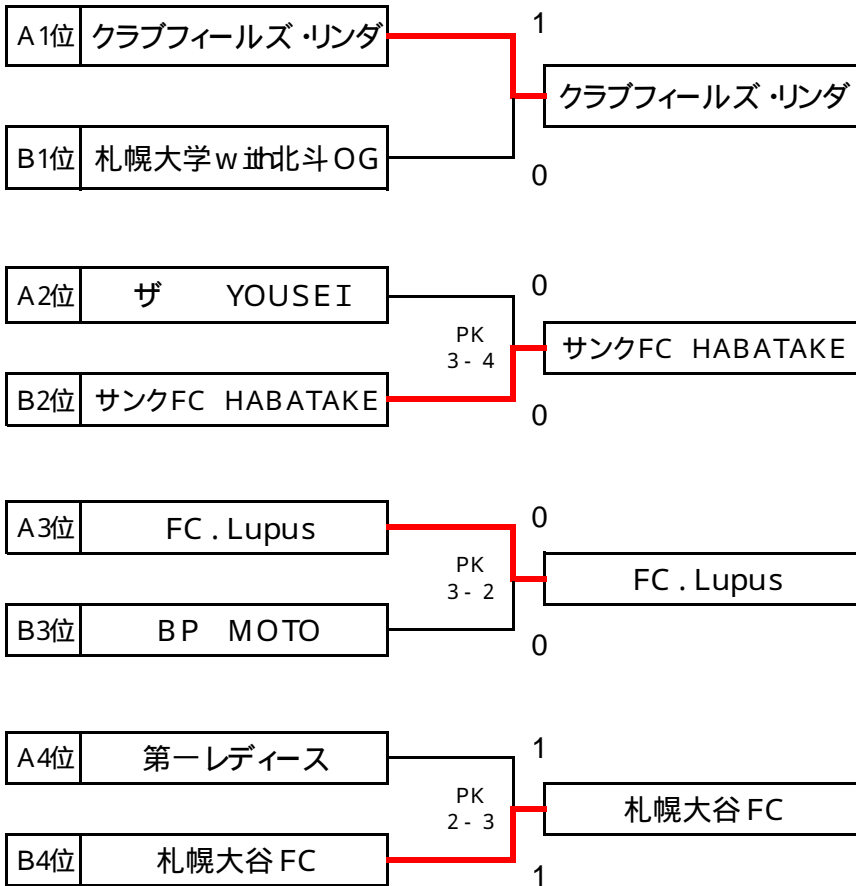 A1位 クラブフィールズ・リンダ 1
クラブフィールズ・リンダ
B1位 札幌大学with北斗OG 0
A2位 ザ YOUSEI 0
PK
3-4
サンクFC HABATAKE
B2位 サンクFC HABATAKE 0
A3位 FC.Lupus 0
PK
3-2
FC.Lupus
B3位 BP MOTO 0
A4位 第一レディース 1
PK
2-3
札幌大谷FC
B4位 札幌大谷FC 1